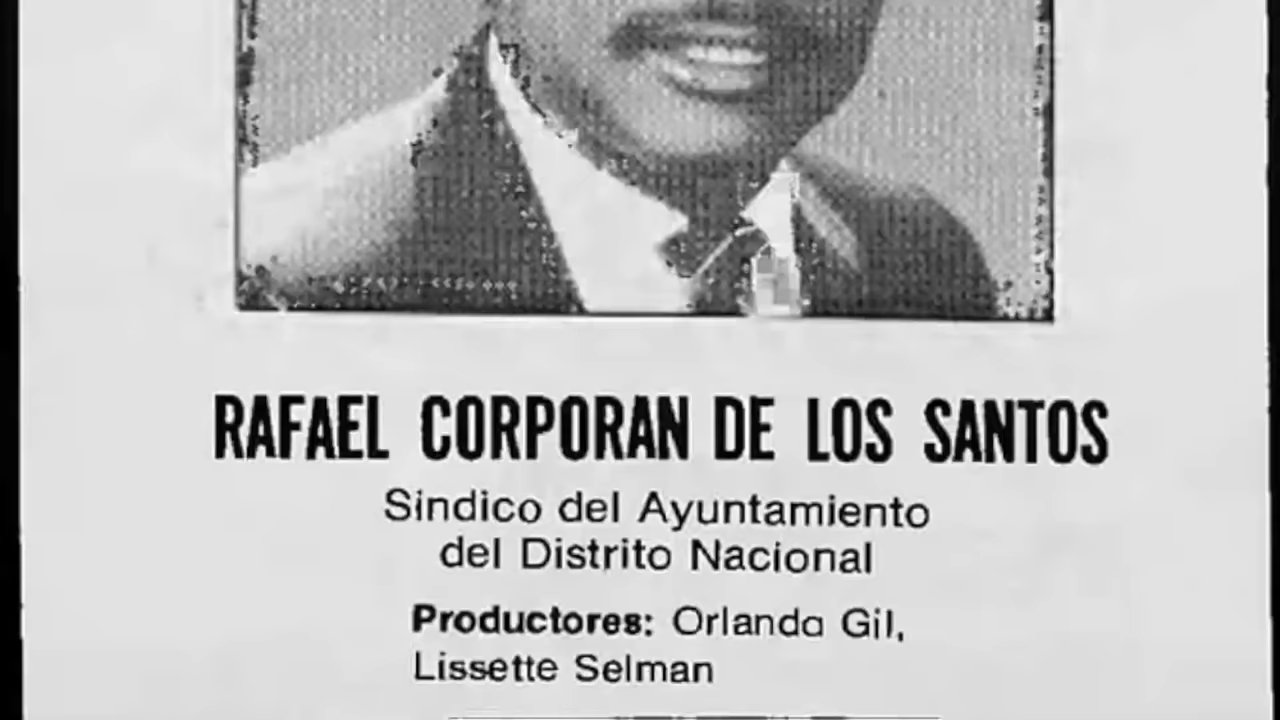 RAFAEL CORPORAN DE LOS SANTOS
Sindico del Ayuntamiento
del Distrito Nacional
Productores: Orlando Gil,
Lissette Selman